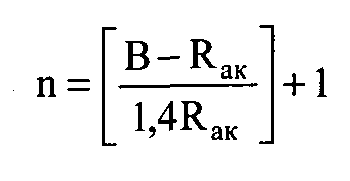 n = [ (В – Rак) / (1,4Rак) ] + 1